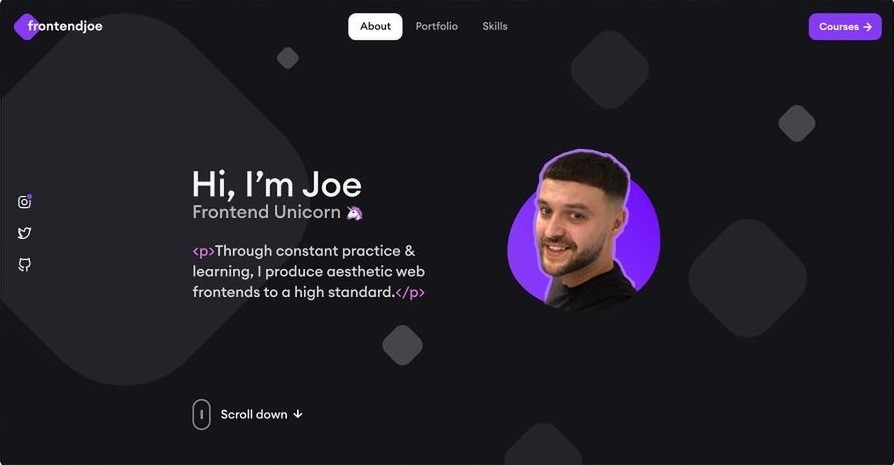 frontendjoe
About
Portfolio
Skills
Courses →
Hi, I’m Joe
Frontend Unicorn 🦄
<p>Through constant practice &
learning, I produce aesthetic web
frontends to a high standard.</p>
Scroll down ↓